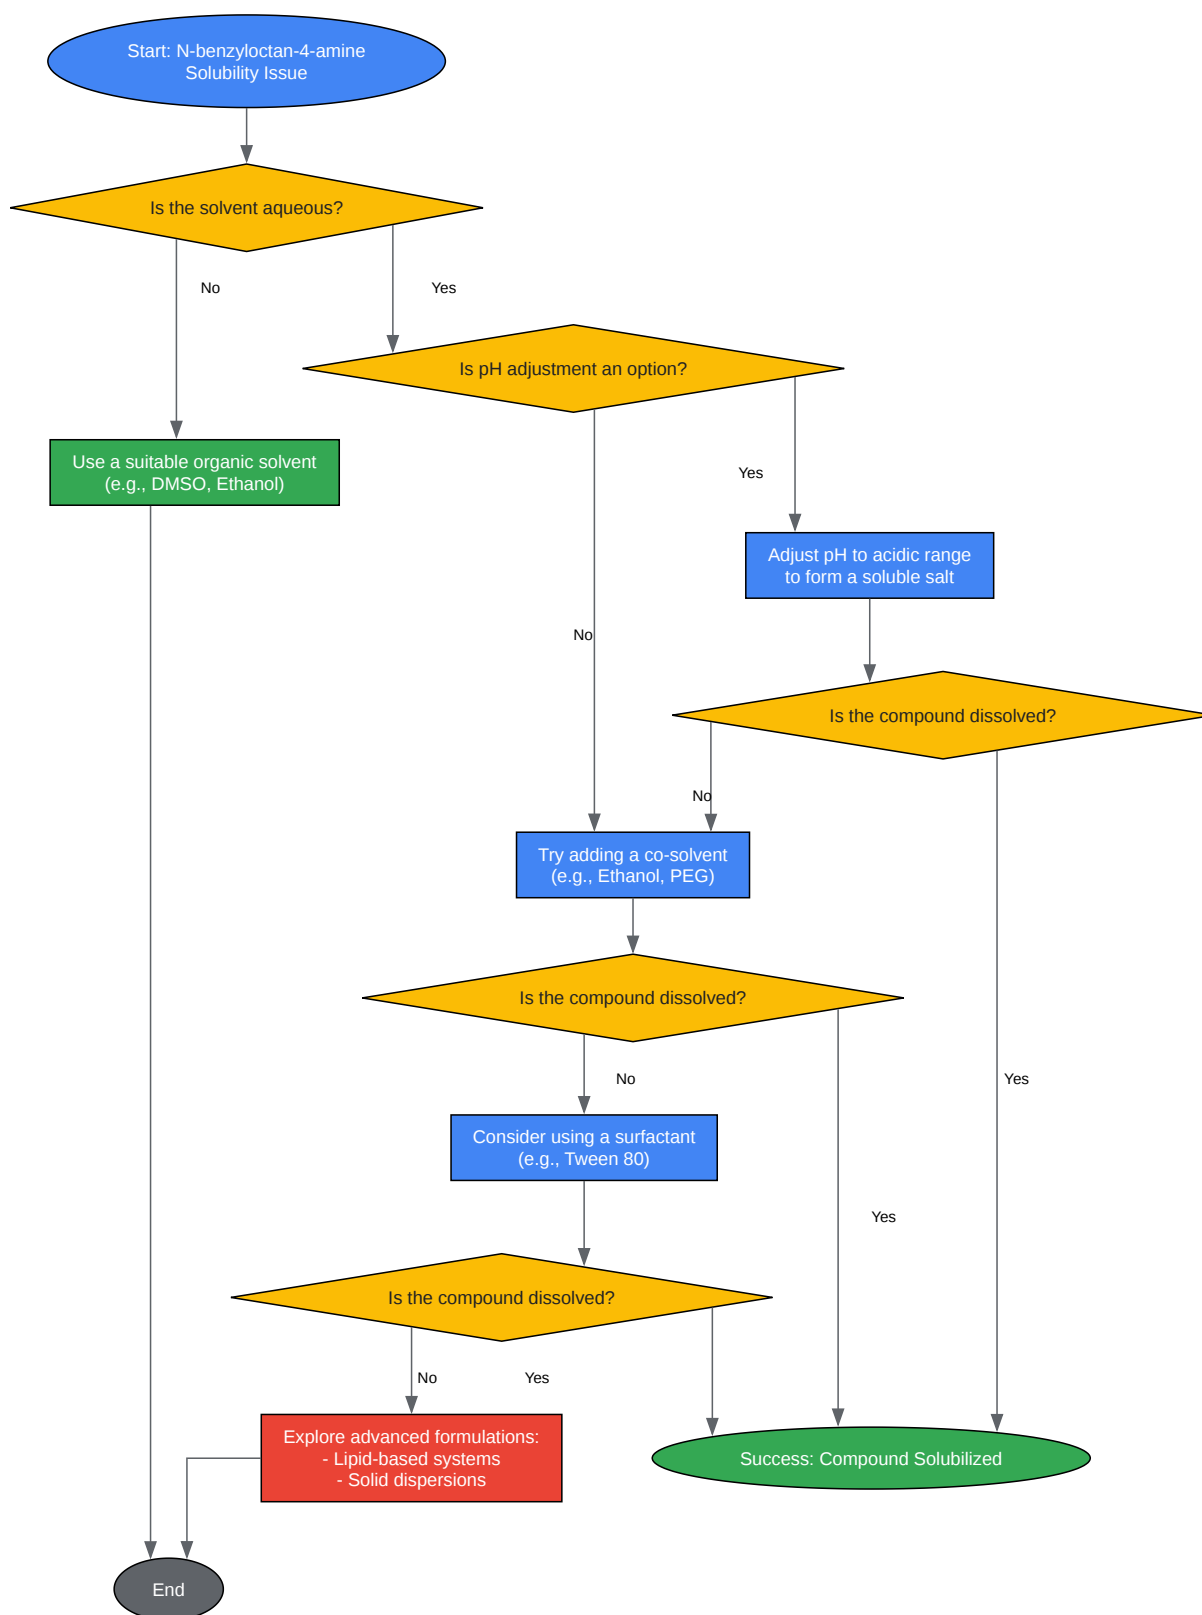 Start: N-benzyloctan-4-amine
Solubility Issue
Is the solvent aqueous?
No
Yes
Is pH adjustment an option?
Use a suitable organic solvent
(e.g., DMSO, Ethanol)
Yes
Adjust pH to acidic range
to form a soluble salt
No
Is the compound dissolved?
No
Try adding a co-solvent
(e.g., Ethanol, PEG)
Is the compound dissolved?
No
Yes
Consider using a surfactant
(e.g., Tween 80)
Yes
Is the compound dissolved?
No
Yes
Explore advanced formulations:
- Lipid-based systems
- Solid dispersions
Success: Compound Solubilized
End